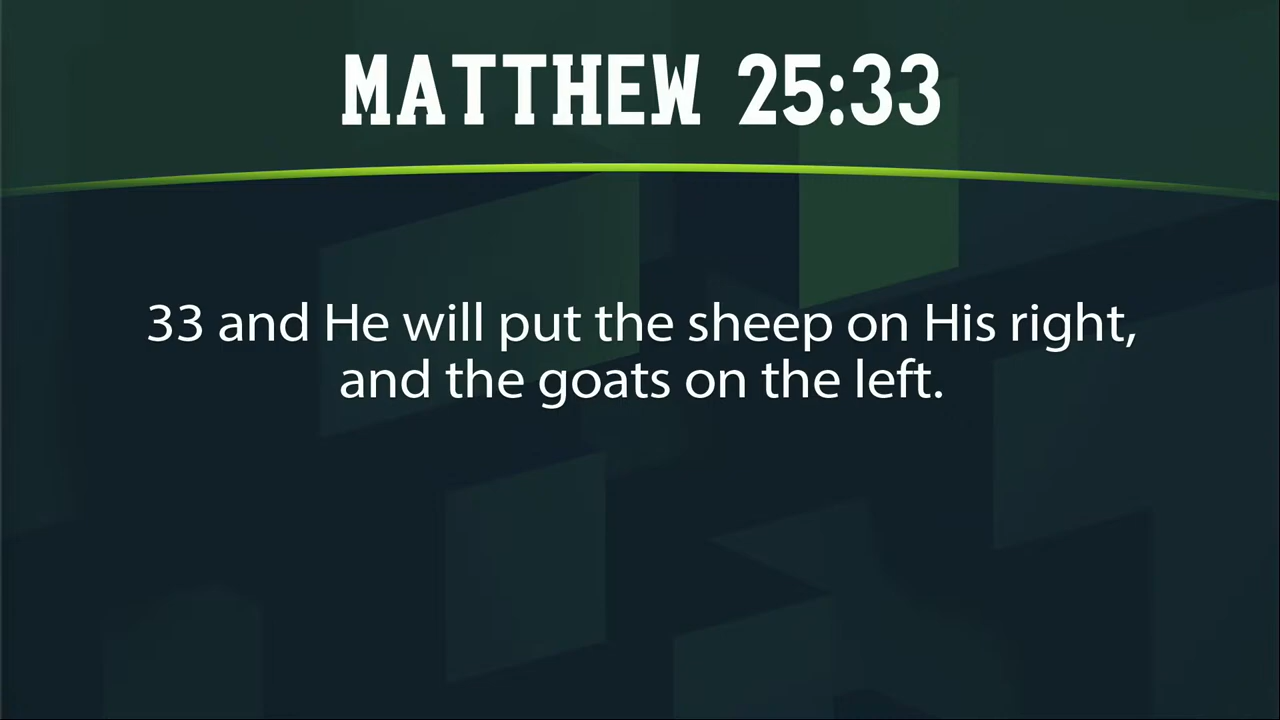 MATTHEW 25:33
33 and He will put the sheep on His right,
and the goats on the left.